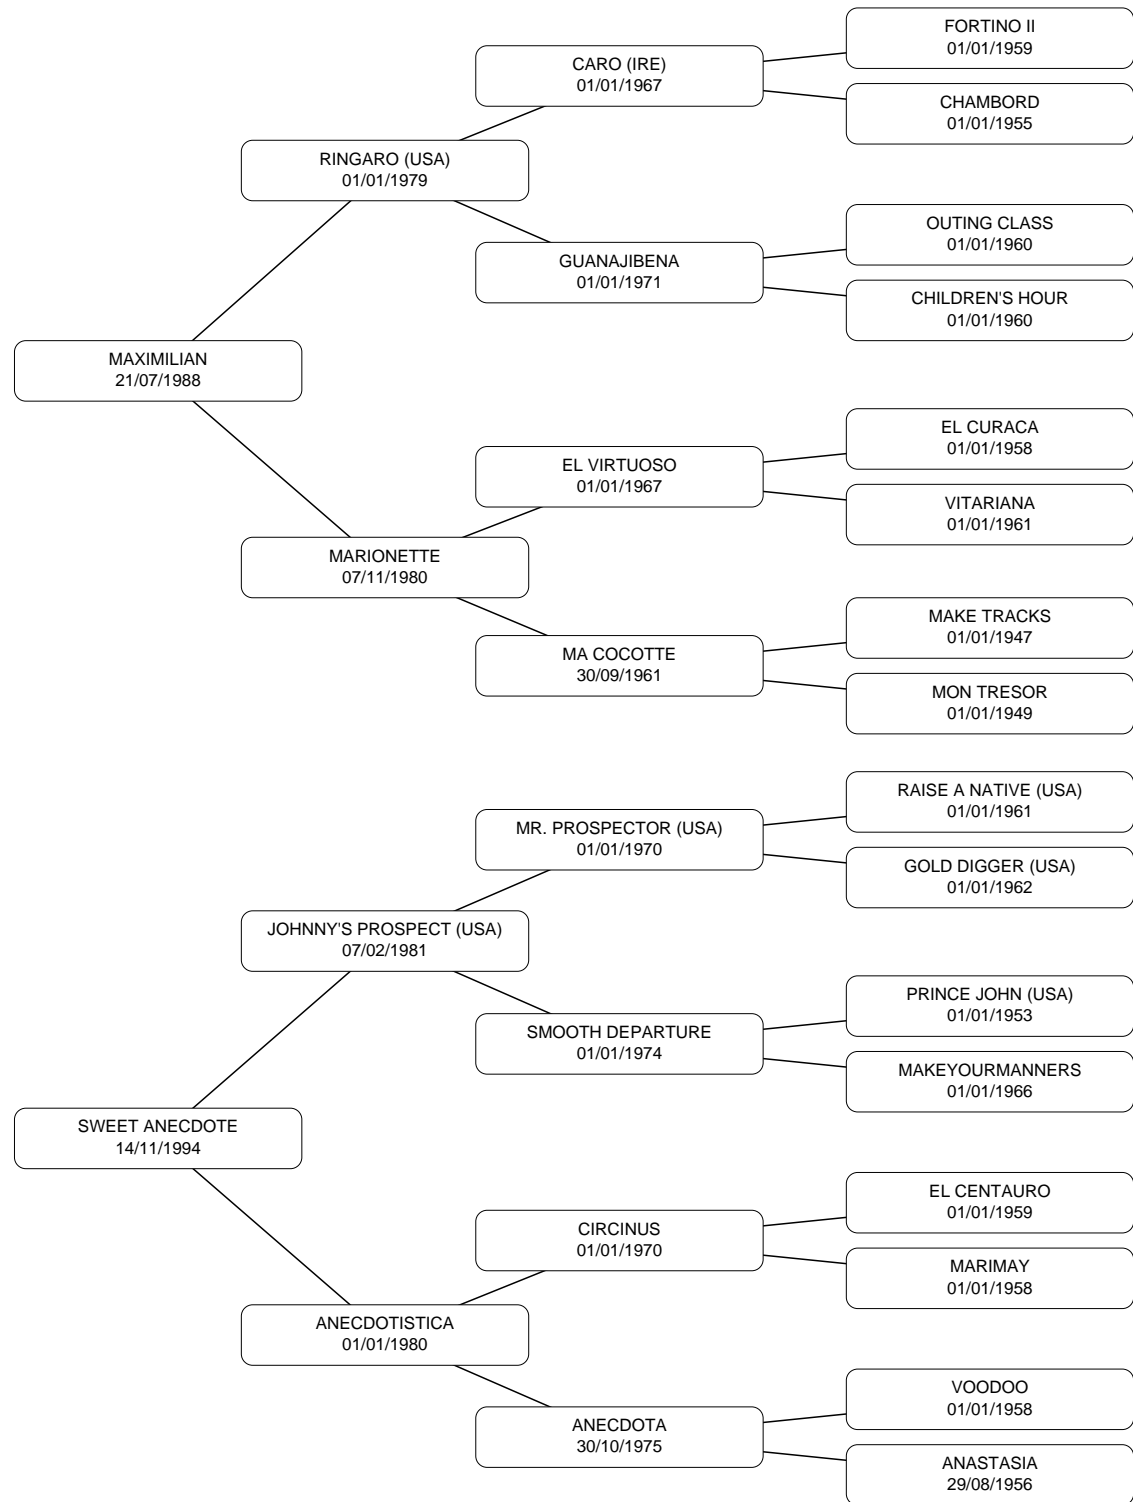 FORTINO II
01/01/1959
CARO (IRE)
01/01/1967
CHAMBORD
01/01/1955
RINGARO (USA)
01/01/1979
OUTING CLASS
01/01/1960
GUANAJIBENA
01/01/1971
CHILDREN'S HOUR
01/01/1960
MAXIMILIAN
21/07/1988
EL CURACA
01/01/1958
EL VIRTUOSO
01/01/1967
VITARIANA
01/01/1961
MARIONETTE
07/11/1980
MAKE TRACKS
01/01/1947
MA COCOTTE
30/09/1961
MON TRESOR
01/01/1949
RAISE A NATIVE (USA)
01/01/1961
MR. PROSPECTOR (USA)
01/01/1970
GOLD DIGGER (USA)
01/01/1962
JOHNNY'S PROSPECT (USA)
07/02/1981
PRINCE JOHN (USA)
01/01/1953
SMOOTH DEPARTURE
01/01/1974
MAKEYOURMANNERS
01/01/1966
SWEET ANECDOTE
14/11/1994
EL CENTAURO
01/01/1959
CIRCINUS
01/01/1970
MARIMAY
01/01/1958
ANECDOTISTICA
01/01/1980
VOODOO
01/01/1958
ANECDOTA
30/10/1975
ANASTASIA
29/08/1956